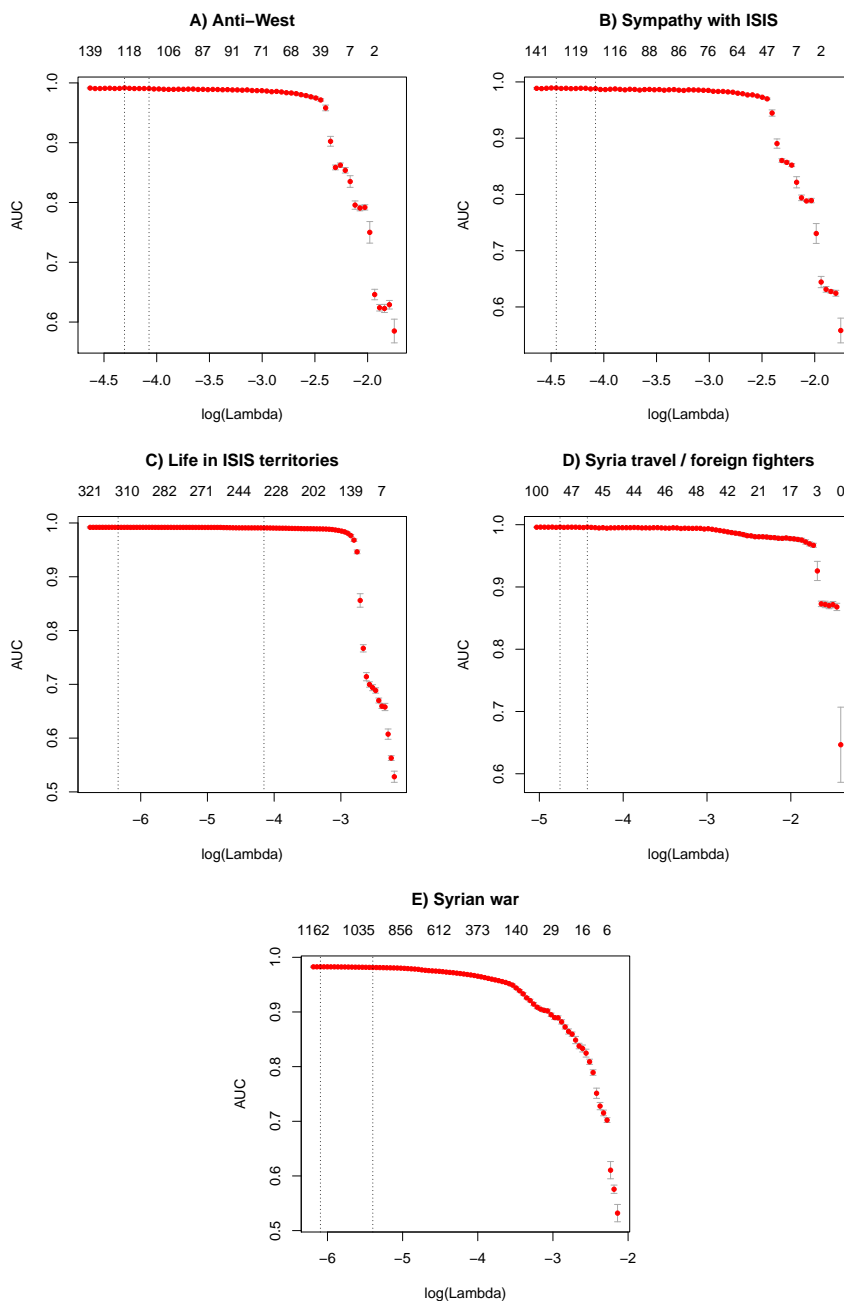 A) Anti−West
139 118 106 87 91 71 68 39 7 2
1.0
0.9
0.8
0.7
0.6
AUC
−4.5 −4.0 −3.5 −3.0 −2.5 −2.0
log(Lambda)
B) Sympathy with ISIS
141 119 116 88 86 76 64 47 7 2
1.0
0.9
0.8
0.7
0.6
AUC
−4.5 −4.0 −3.5 −3.0 −2.5 −2.0
log(Lambda)
C) Life in ISIS territories
321 310 282 271 244 228 202 139 7
1.0
0.9
0.8
0.7
0.6
0.5
AUC
−6 −5 −4 −3
log(Lambda)
D) Syria travel / foreign fighters
100 47 45 44 46 48 42 21 17 3 0
1.0
0.9
0.8
0.7
0.6
AUC
−5 −4 −3 −2
log(Lambda)
E) Syrian war
1162 1035 856 612 373 140 29 16 6
1.0
0.9
0.8
0.7
0.6
0.5
AUC
−6 −5 −4 −3 −2
log(Lambda)